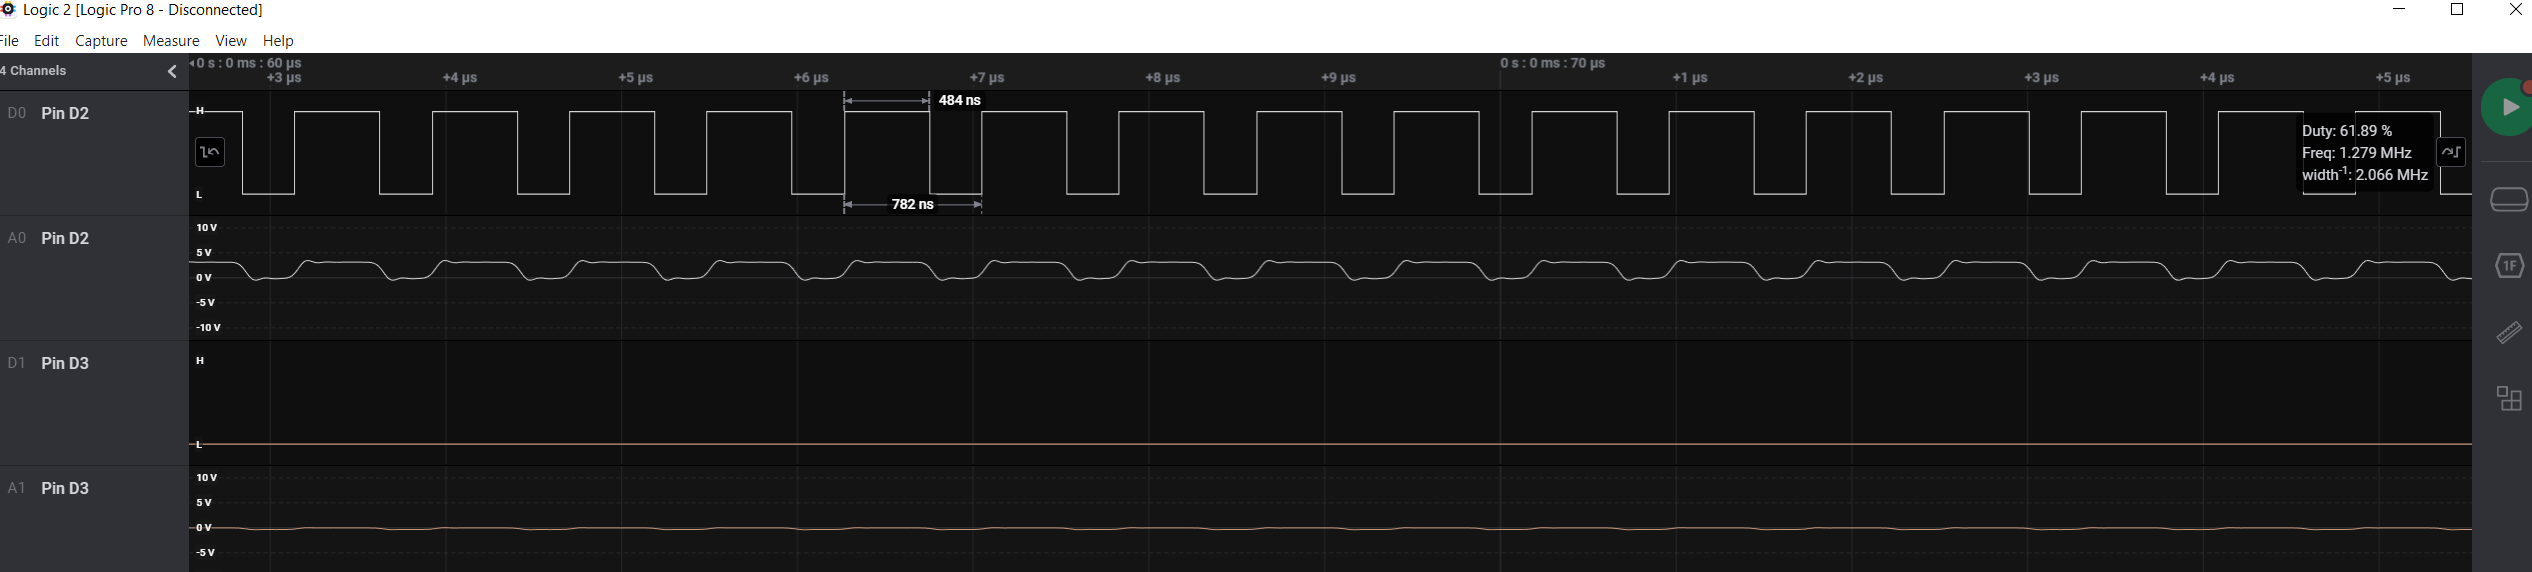 Logic 2 [Logic Pro 8 - Disconnected]
File Edit Capture Measure View Help
4 Channels
0 s : 0 ms : 60 µs
0 s : 0 ms : 70 µs
+3 µs +4 µs +5 µs +6 µs +7 µs +8 µs +9 µs +1 µs +2 µs +3 µs +4 µs +5 µs
D0 Pin D2
H
484 ns
Duty: 61.89 %
Freq: 1.279 MHz
width-1: 2.066 MHz
L
782 ns
A0 Pin D2
10 V
5 V
0 V
-5 V
-10 V
1F
D1 Pin D3
H
L
A1 Pin D3
10 V
5 V
0 V
-5 V